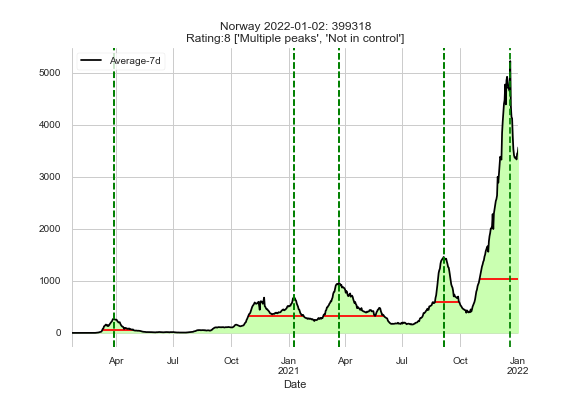 Norway 2022-01-02: 399318
Rating:8 ['Multiple peaks', 'Not in control']
Average-7d
5000
4000
3000
2000
1000
0
Apr
Jul
Oct
Jan
2021
Apr
Jul
Oct
Jan
2022
Date